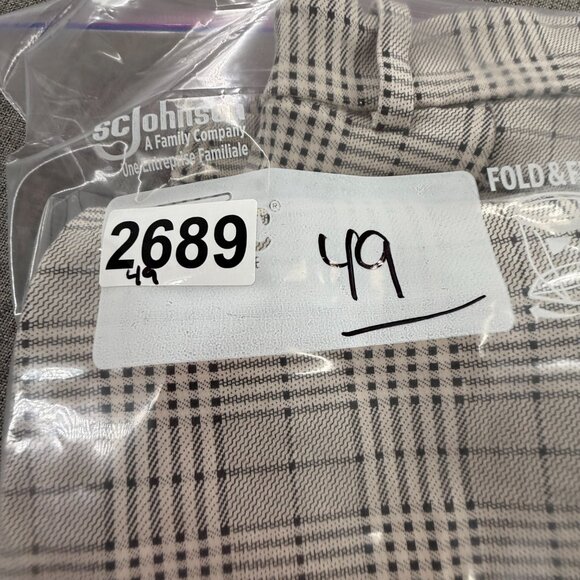 scJohnson
A Family Company
Une Entreprise Familiale
FOLD & F
2689
49
49